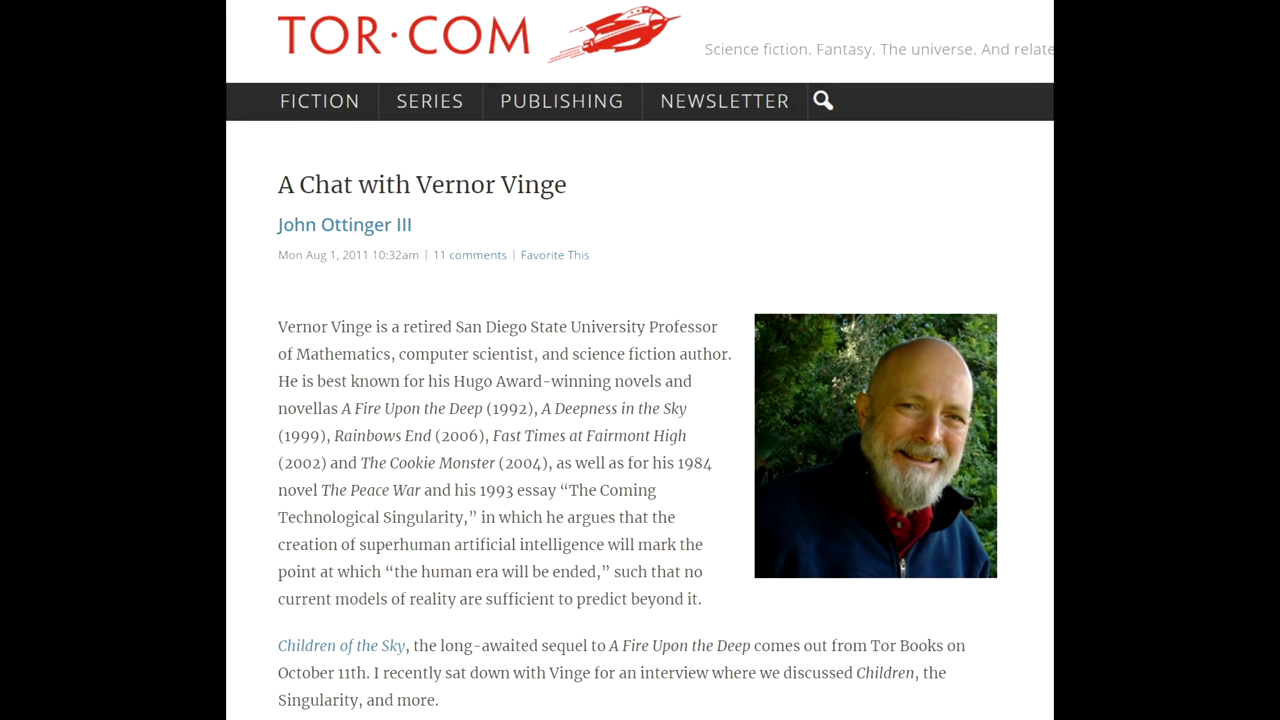 TOR·COM
Science fiction. Fantasy. The universe. And relate
FICTION SERIES PUBLISHING NEWSLETTER
A Chat with Vernor Vinge
John Ottinger III
Mon Aug 1, 2011 10:32am | 11 comments | Favorite This
Vernor Vinge is a retired San Diego State University Professor
of Mathematics, computer scientist, and science fiction author.
He is best known for his Hugo Award-winning novels and
novellas A Fire Upon the Deep (1992), A Deepness in the Sky
(1999), Rainbows End (2006), Fast Times at Fairmont High
(2002) and The Cookie Monster (2004), as well as for his 1984
novel The Peace War and his 1993 essay “The Coming
Technological Singularity,” in which he argues that the
creation of superhuman artificial intelligence will mark the
point at which “the human era will be ended,” such that no
current models of reality are sufficient to predict beyond it.
Children of the Sky, the long-awaited sequel to A Fire Upon the Deep comes out from Tor Books on
October 11th. I recently sat down with Vinge for an interview where we discussed Children, the
Singularity, and more.